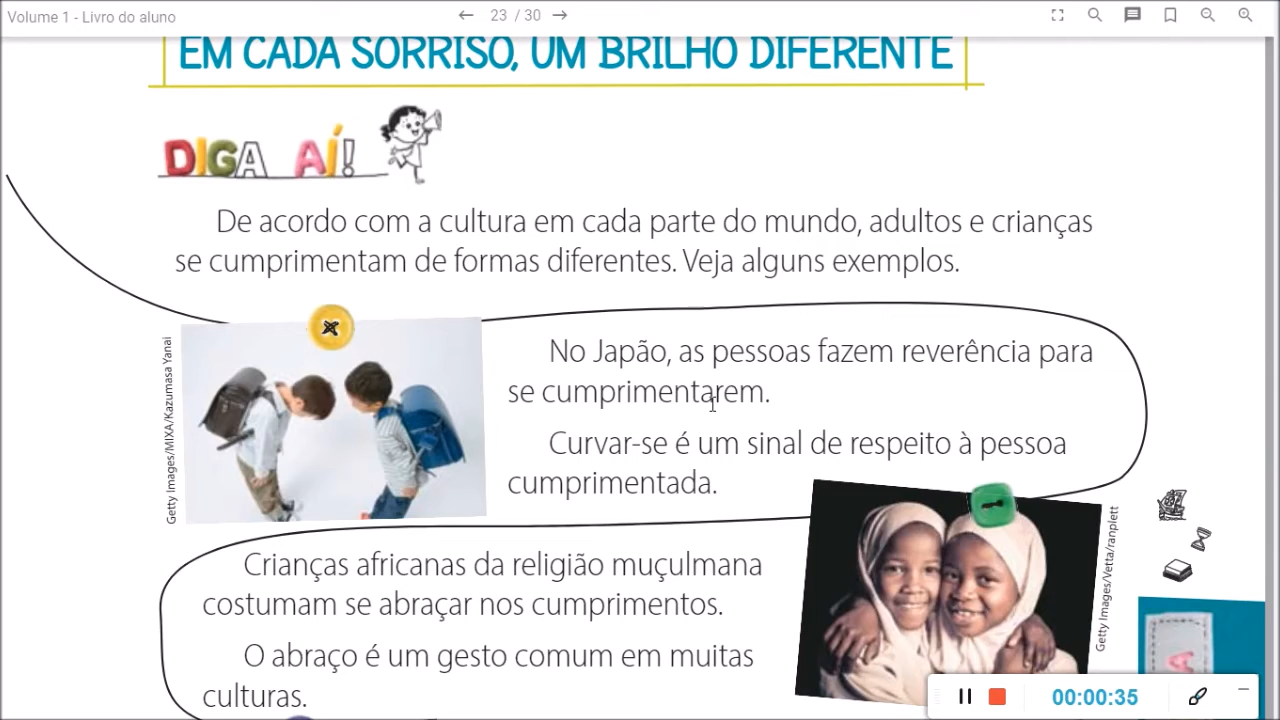 Volume 1 - Livro do aluno
23 / 30
EM CADA SORRISO, UM BRILHO DIFERENTE
DIGA AÍ!
De acordo com a cultura em cada parte do mundo, adultos e crianças
se cumprimentam de formas diferentes. Veja alguns exemplos.
Getty Images/MIXA/Kazumasa Yanai
No Japão, as pessoas fazem reverência para
se cumprimentarem.
Curvar-se é um sinal de respeito à pessoa
cumprimentada.
Crianças africanas da religião muçulmana
costumam se abraçar nos cumprimentos.
O abraço é um gesto comum em muitas
culturas.
Getty Images/Vetta/ranplett
A
00:00:35